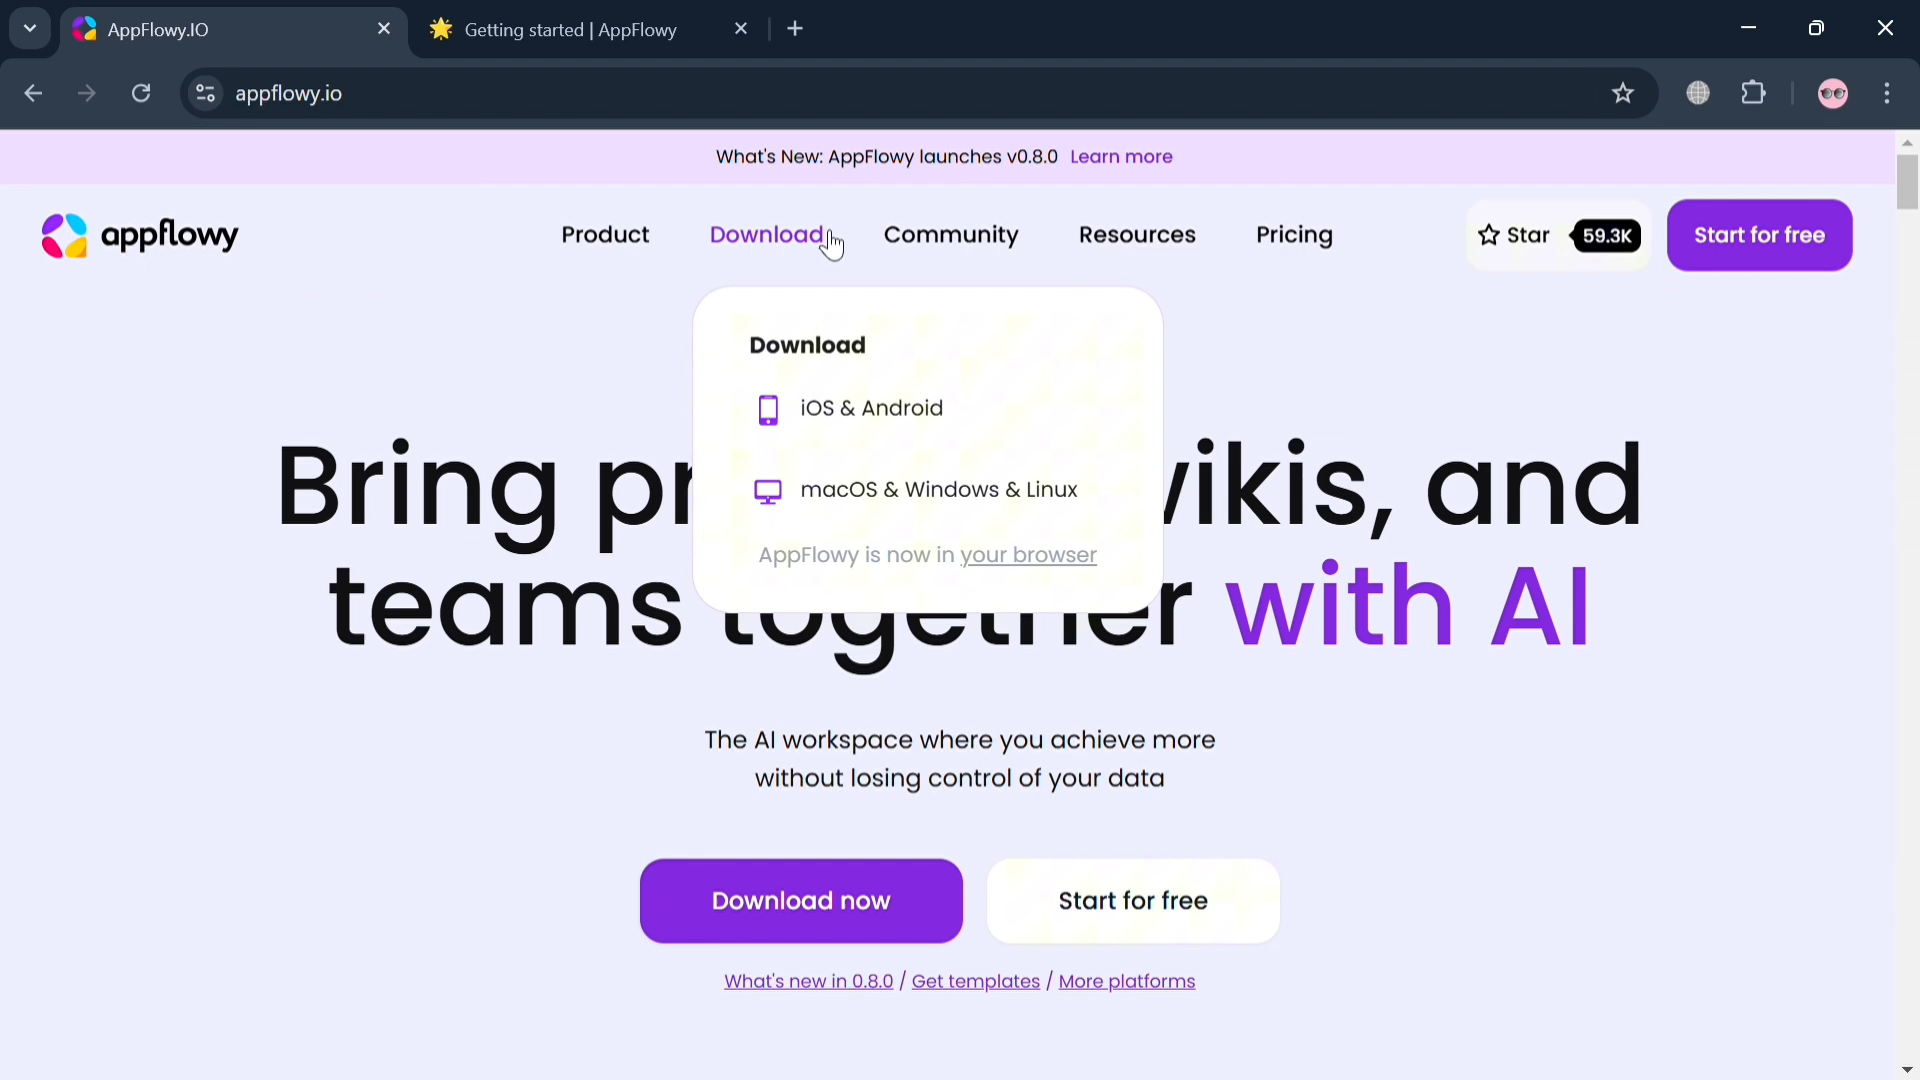 AppFlowy.IO
Getting started | AppFlowy
appflowy.io
What's New: AppFlowy launches v0.8.0 Learn more
appflowy
Product
Download
Community
Resources
Pricing
Star
59.3K
Start for free
Download
iOS & Android
macOS & Windows & Linux
AppFlowy is now in your browser
Bring ikis, and
teams together with AI
The AI workspace where you achieve more
without losing control of your data
Download now
Start for free
What's new in 0.8.0 / Get templates / More platforms